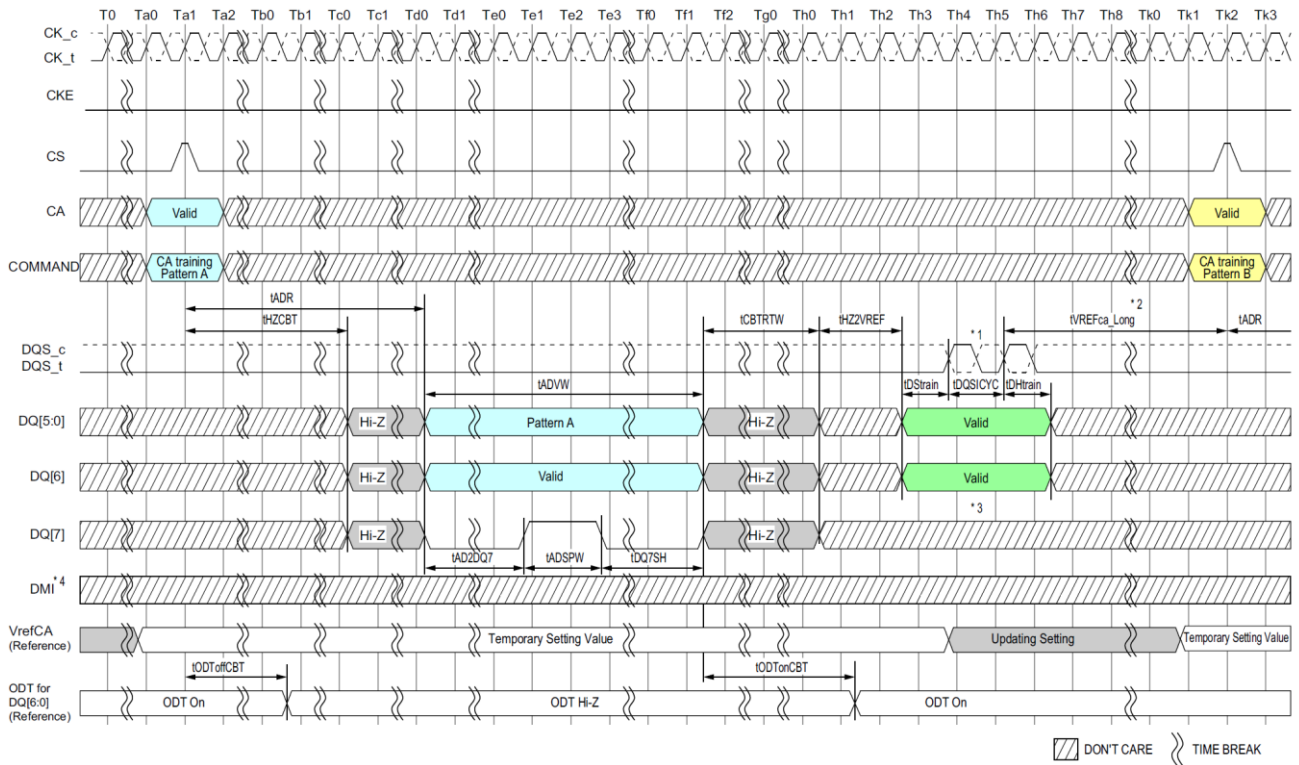 T0 Ta0 Ta1 Ta2 Tb0 Tb1 Tc0 Tc1 Td0 Td1 Te0 Te1 Te2 Te3 Tf0 Tf1 Tf2 Tg0 Th0 Th1 Th2 Th3 Th4 Th5 Th6 Th7 Th8 Tk0 Tk1 Tk2 Tk3
CK_c
CK_t
CKE
CS
CA Valid Valid
COMMAND CA training Pattern A CA training Pattern B
tADR * 2
tHZCBT tCBTRTW tHZ2VREF tVREFca_Long tADR
DQS_c * 1
DQS_t
tADVW tDStrain tDQSICYC tDHtrain
DQ[5:0] Hi-Z Pattern A Hi-Z Valid
DQ[6] Hi-Z Valid Hi-Z Valid
* 3
DQ[7] Hi-Z Hi-Z
tAD2DQ7 tADSPW tDQ7SH
DMI * 4
VrefCA
(Reference) Temporary Setting Value Updating Setting Temporary Setting Value
tODToffCBT tODTonCBT
ODT for
DQ[6:0] ODT On ODT Hi-Z ODT On
(Reference)
DON'T CARE TIME BREAK